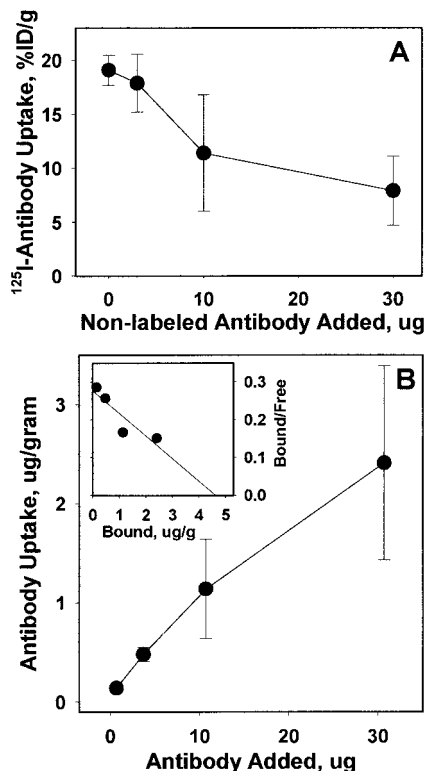 A
20
15
10
5
0
¹²⁵I-Antibody Uptake, %ID/g
0 10 20 30
Non-labeled Antibody Added, ug
B
3
2
1
0
Antibody Uptake, ug/gram
0.3
0.2
0.1
0.0
Bound/Free
0 1 2 3 4 5
Bound, ug/g
0 10 20 30
Antibody Added, ug